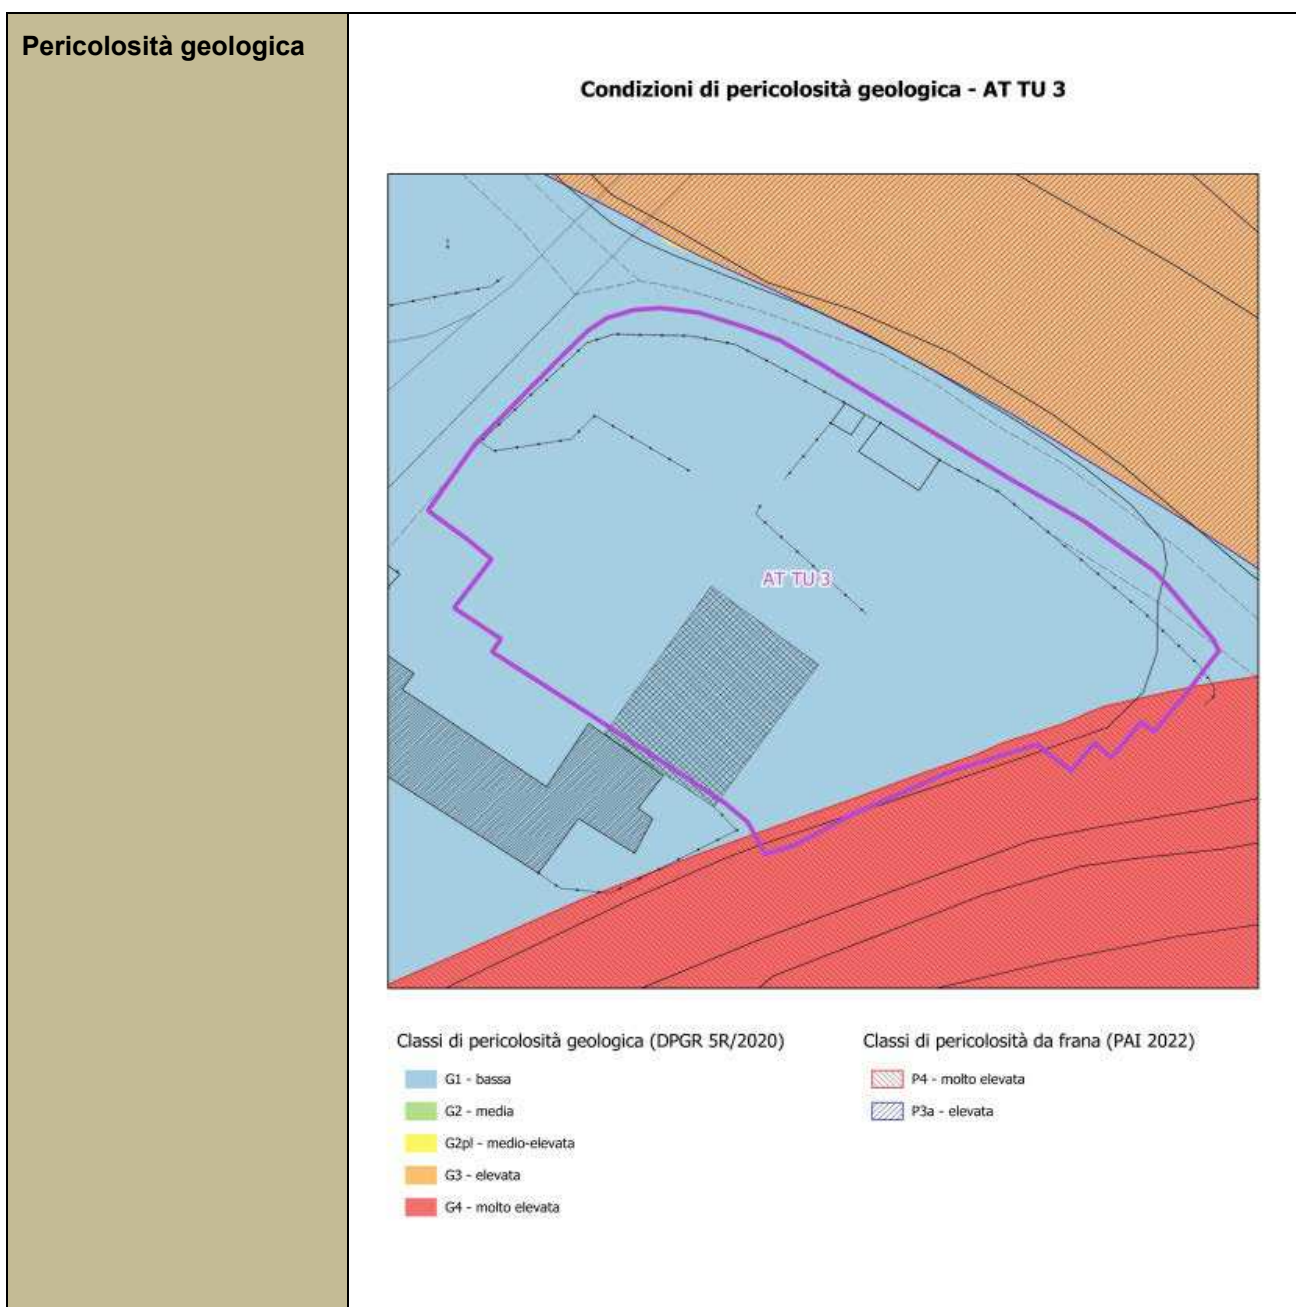 Pericolosità geologica
Condizioni di pericolosità geologica - AT TU 3
AT TU 3
Classi di pericolosità geologica (DPGR 5R/2020)
G1 - bassa
G2 - media
G2pl - medio-elevata
G3 - elevata
G4 - molto elevata
Classi di pericolosità da frana (PAI 2022)
P4 - molto elevata
P3a - elevata